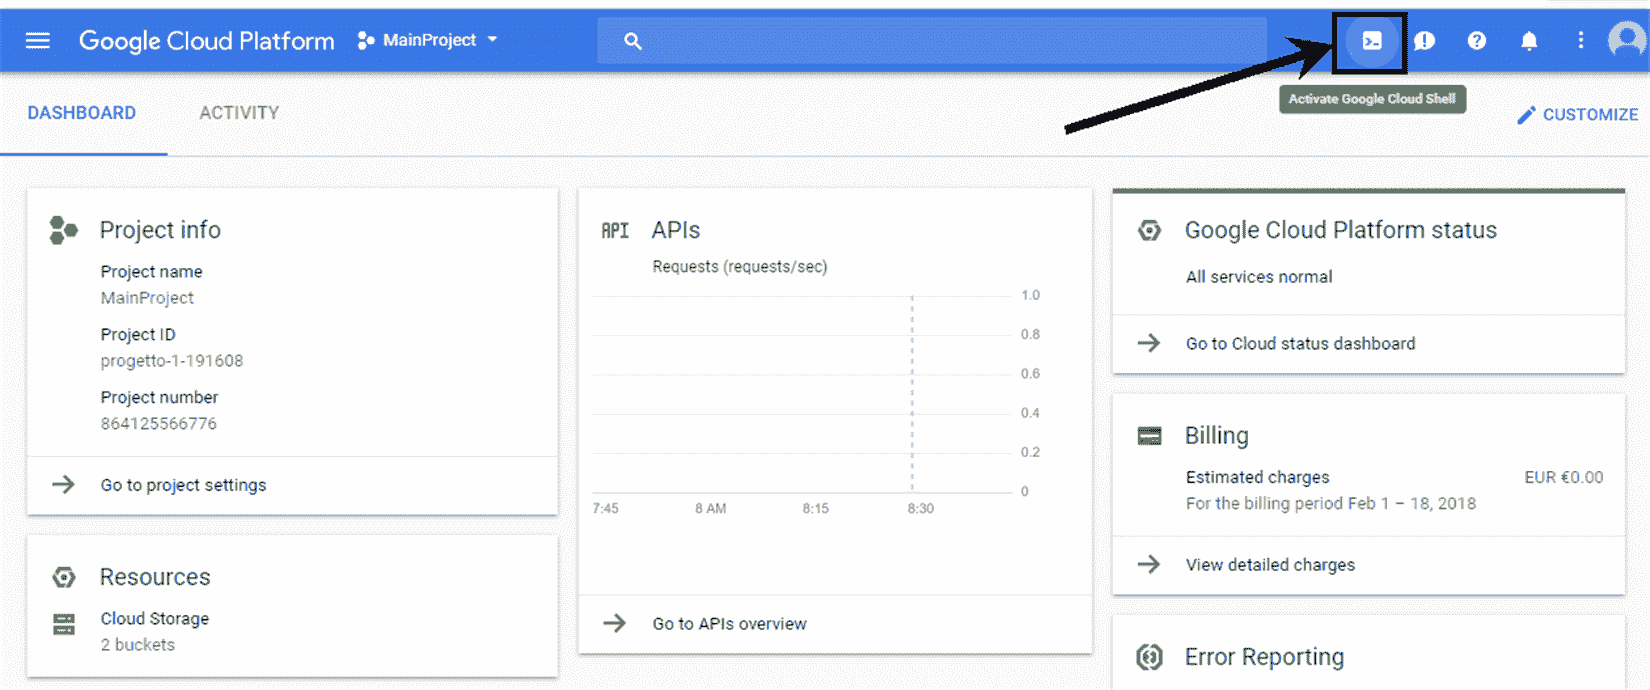 Google Cloud Platform MainProject
Activate Google Cloud Shell
DASHBOARD ACTIVITY CUSTOMIZE
Project info
Project name
MainProject
Project ID
progetto-1-191608
Project number
864125566776
Go to project settings
Resources
Cloud Storage
2 buckets
API APIs
Requests (requests/sec)
1.0
0.8
0.6
0.4
0.2
0
7:45 8 AM 8:15 8:30
Go to APIs overview
Google Cloud Platform status
All services normal
Go to Cloud status dashboard
Billing
Estimated charges EUR €0.00
For the billing period Feb 1 – 18, 2018
View detailed charges
Error Reporting